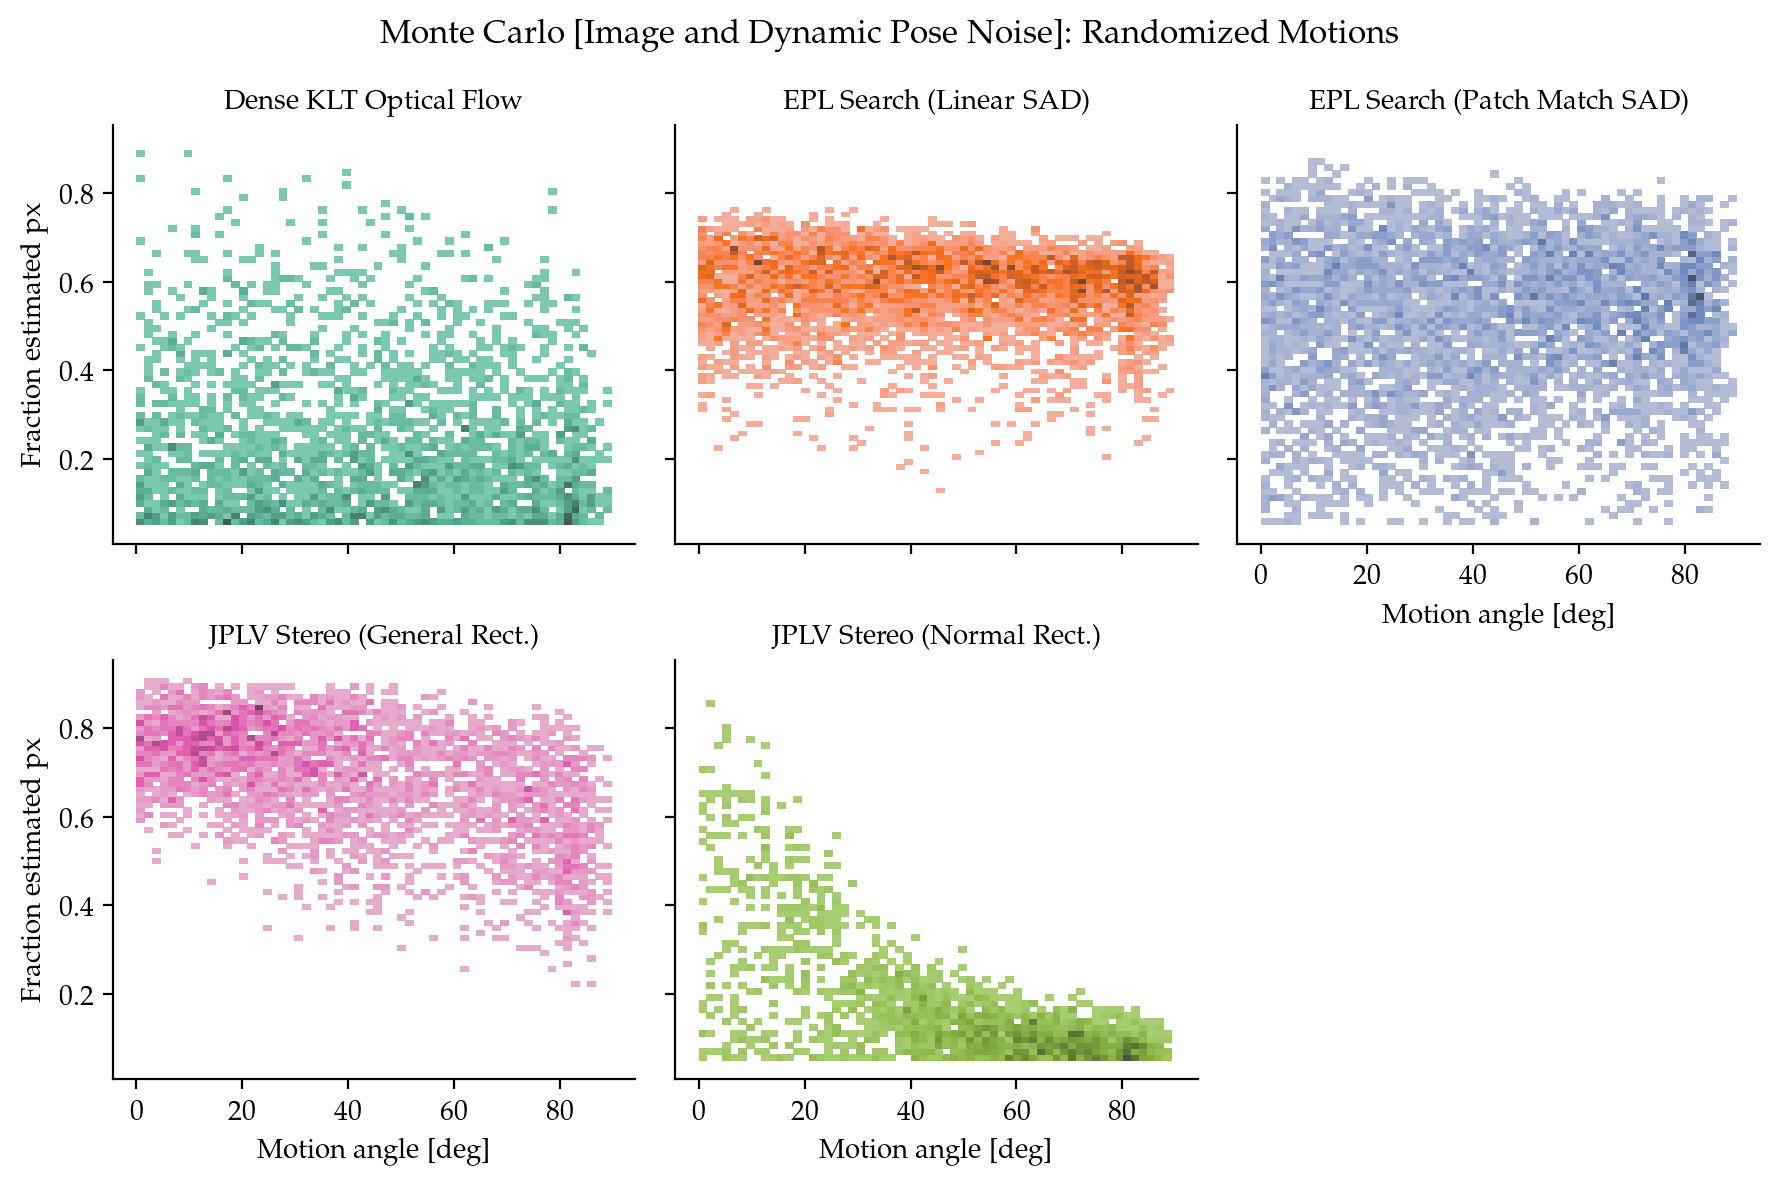 Monte Carlo [Image and Dynamic Pose Noise]: Randomized Motions
Dense KLT Optical Flow
EPL Search (Linear SAD)
EPL Search (Patch Match SAD)
Fraction estimated px
0.8
0.6
0.4
0.2
0 20 40 60 80
Motion angle [deg]
JPLV Stereo (General Rect.)
JPLV Stereo (Normal Rect.)
Fraction estimated px
0.8
0.6
0.4
0.2
0 20 40 60 80
Motion angle [deg]
0 20 40 60 80
Motion angle [deg]